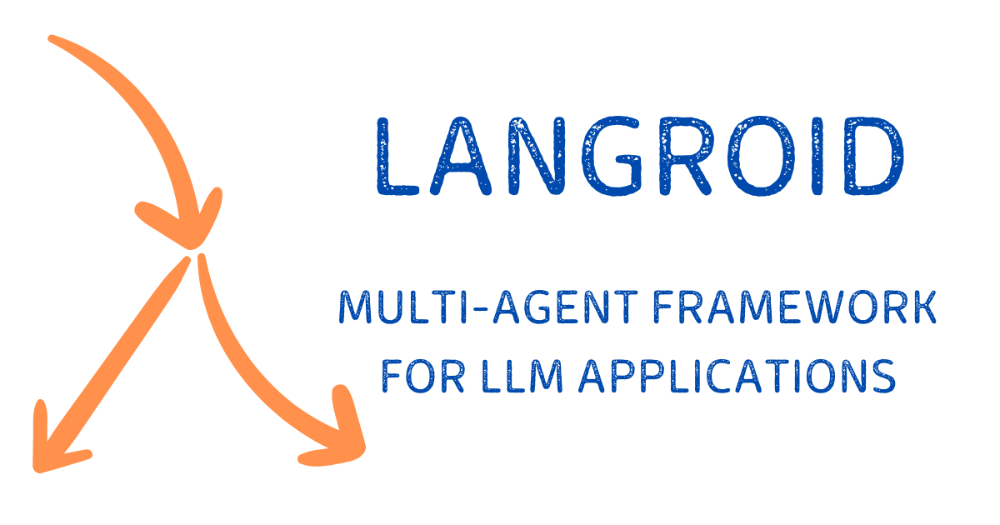 LANGROID
MULTI-AGENT FRAMEWORK
FOR LLM APPLICATIONS